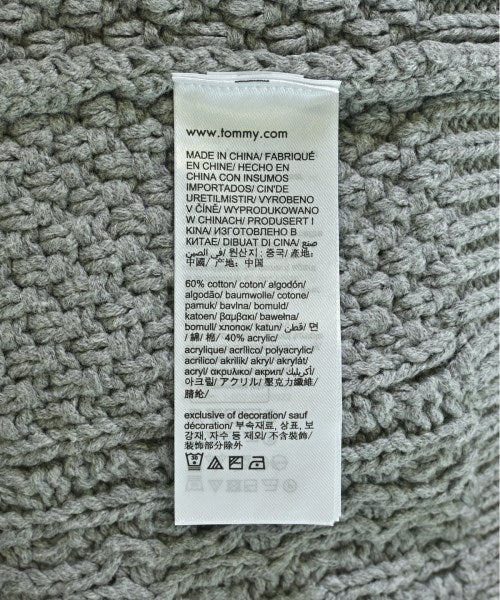 www.tommy.com
MADE IN CHINA/ FABRIQUÉ
EN CHINE/ HECHO EN
CHINA CON INSUMOS
IMPORTADOS/ CIN'DE
URETILMISTIR/ VYROBENO
V ČÍNĚ/ WYPRODUKOWANO
W CHINACH/ PRODUSERT I
KINA/ ИЗГОТОВЛЕНО В
КИТАЕ/ DIBUAT DI CINA/ صنع
في الصين/ 원산지 : 중국/ 產地:
中國/ 产地: 中国
60% cotton/ coton/ algodón/
algodão/ baumwolle/ cotone/
pamuk/ bavlna/ bomuld/
katoen/ βαμβακι/ bawełna/
bomull/ хлопок/ katun/ قطن/ 면
/ 綿/ 棉/ 40% acrylic/
acrylique/ acrílico/ polyacrylic/
acrilico/ akrilik/ akryl/ akrylát/
acryl/ ακρυλικο/ акрил/ أكريليك/
아크릴/ アクリル/ 壓克力纖維/
腈纶/
exclusive of decoration/ sauf
décoration/ 부속재료, 상표, 보
강재, 자수 등 제외/ 不含裝飾/
装饰部分除外